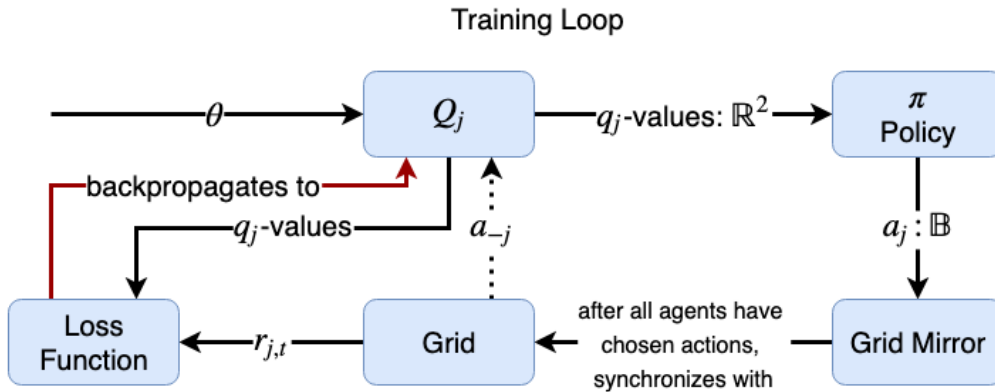 Training Loop
θ
Q_j
q_j-values: ℝ²
π
Policy
backpropagates to
q_j-values
a_{-j}
a_j : 𝔹
Loss
Function
r_{j,t}
Grid
after all agents have
chosen actions,
synchronizes with
Grid Mirror